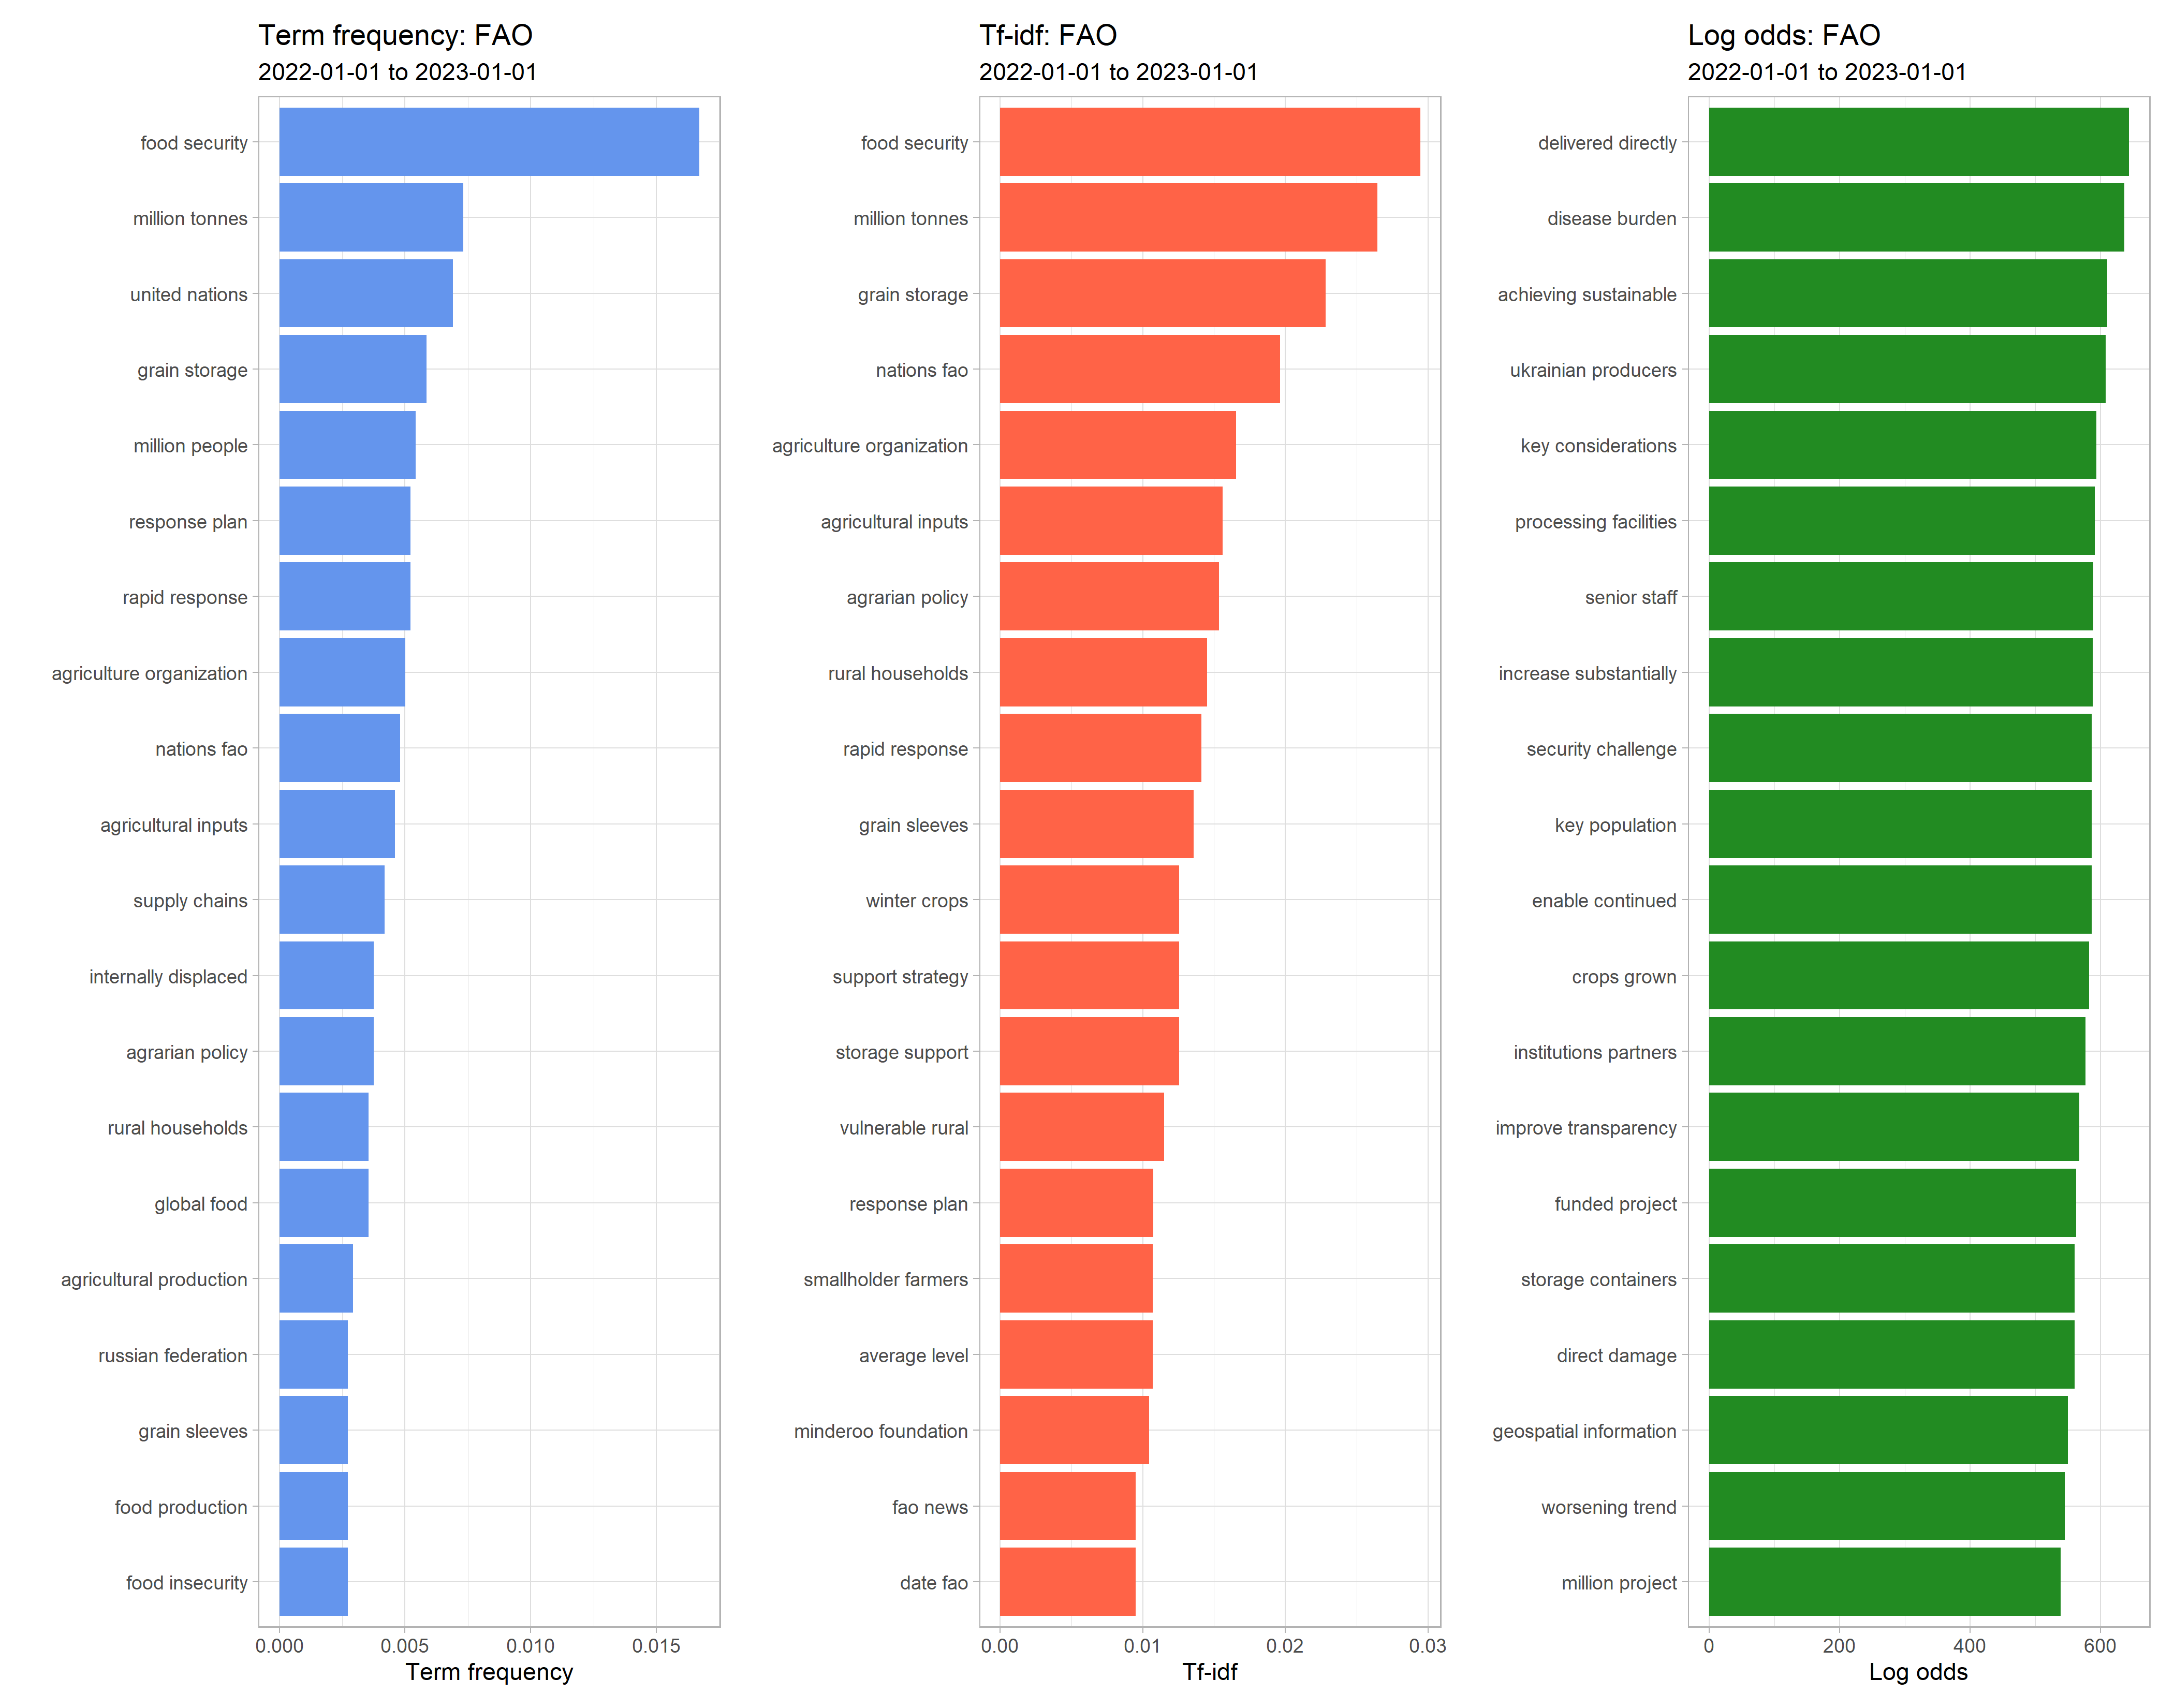 Term frequency: FAO
2022-01-01 to 2023-01-01
food security
million tonnes
united nations
grain storage
million people
response plan
rapid response
agriculture organization
nations fao
agricultural inputs
supply chains
internally displaced
agrarian policy
rural households
global food
agricultural production
russian federation
grain sleeves
food production
food insecurity
0.000 0.005 0.010 0.015
Term frequency
Tf-idf: FAO
2022-01-01 to 2023-01-01
food security
million tonnes
grain storage
nations fao
agriculture organization
agricultural inputs
agrarian policy
rural households
rapid response
grain sleeves
winter crops
support strategy
storage support
vulnerable rural
response plan
smallholder farmers
average level
minderoo foundation
fao news
date fao
0.00 0.01 0.02 0.03
Tf-idf
Log odds: FAO
2022-01-01 to 2023-01-01
delivered directly
disease burden
achieving sustainable
ukrainian producers
key considerations
processing facilities
senior staff
increase substantially
security challenge
key population
enable continued
crops grown
institutions partners
improve transparency
funded project
storage containers
direct damage
geospatial information
worsening trend
million project
0 200 400 600
Log odds